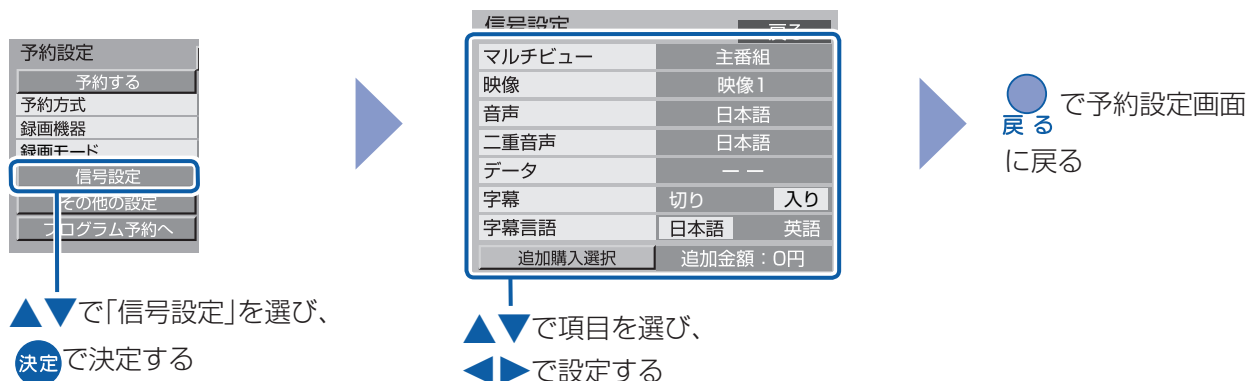 予約設定
予約する
予約方式
録画機器
録画モード
信号設定
その他の設定
プログラム予約へ
▲▼で「信号設定」を選び、
決定で決定する
信号設定
戻る
マルチビュー 主番組
映像 映像1
音声 日本語
二重音声 日本語
データ ― ―
字幕 切り 入り
字幕言語 日本語 英語
追加購入選択 追加金額：0円
▲▼で項目を選び、
◀▶で設定する
戻る で予約設定画面
に戻る